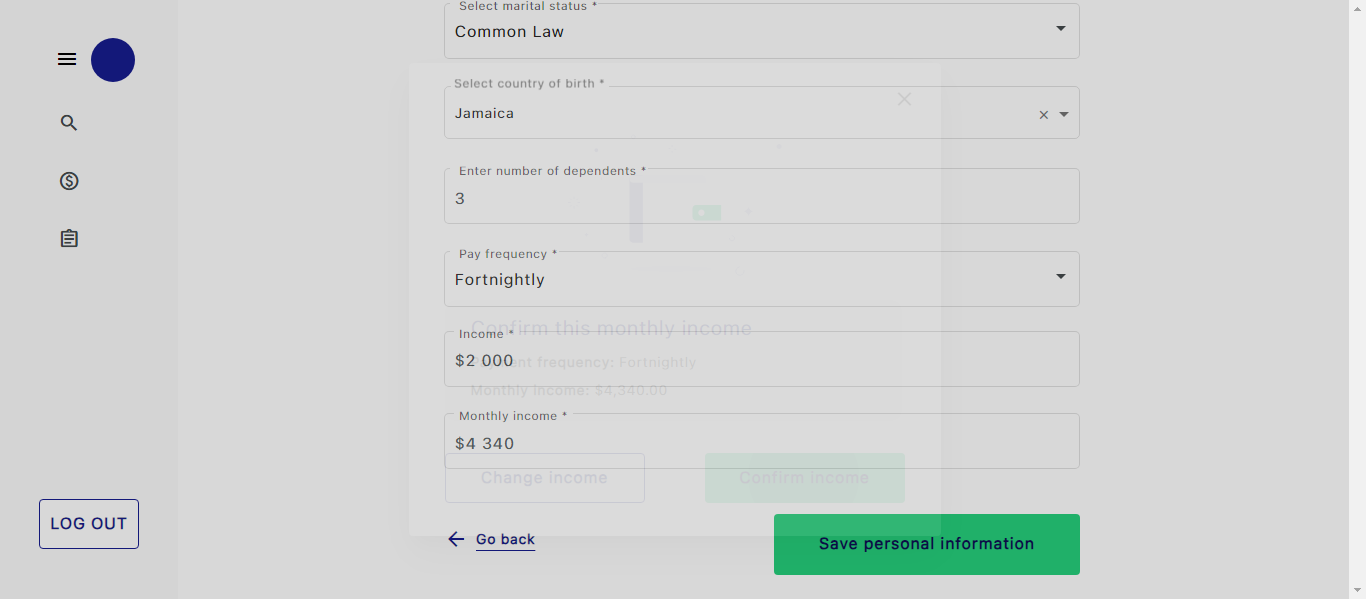 Select marital status *
Common Law
Select country of birth *
Jamaica
Enter number of dependents *
3
Pay frequency *
Fortnightly
Confirm this monthly income
Income *
$2 000
Payment frequency: Fortnightly
Monthly income: $4,340.00
Monthly income *
$4 340
Change income
Confirm income
LOG OUT
Go back
Save personal information